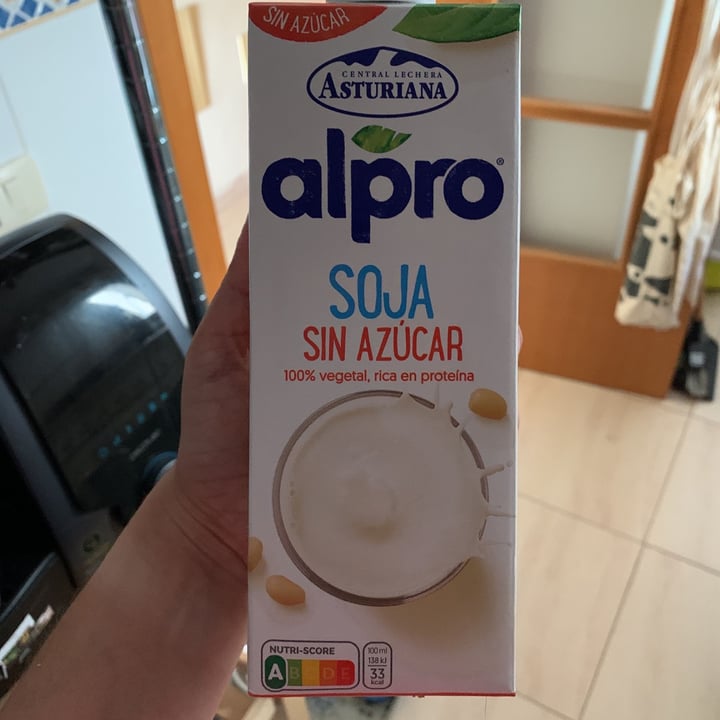 SIN AZÚCAR
CENTRAL LECHERA
ASTURIANA
alpro®
SOJA
SIN AZÚCAR
100% vegetal, rica en proteína
NUTRI-SCORE
A B C D E
100 ml
138 kJ
33
kcal